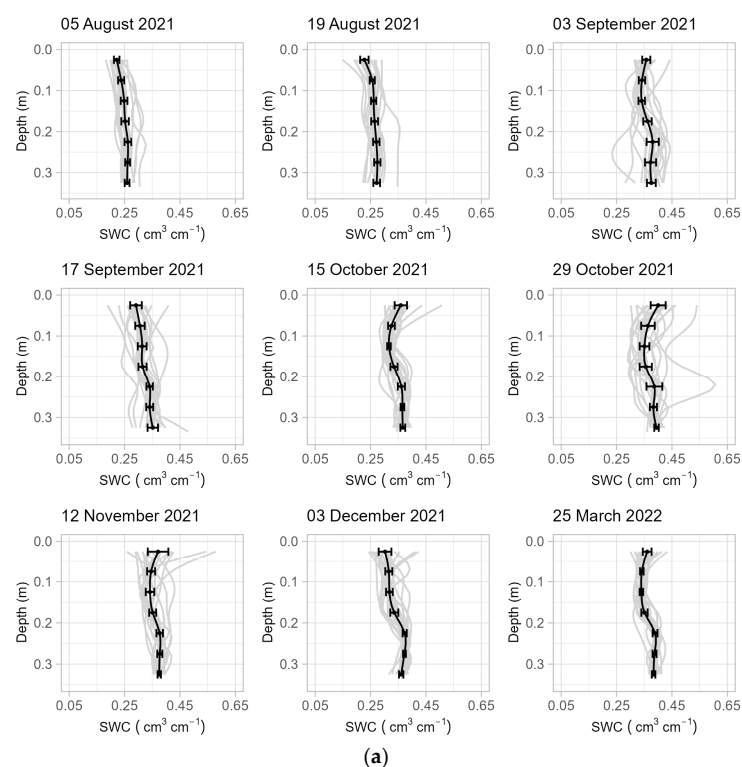 05 August 2021
19 August 2021
03 September 2021
0.0
0.1
0.2
0.3
Depth (m)
0.05 0.25 0.45 0.65
SWC ( cm³ cm⁻¹)
0.0
0.1
0.2
0.3
Depth (m)
0.05 0.25 0.45 0.65
SWC ( cm³ cm⁻¹)
0.0
0.1
0.2
0.3
Depth (m)
0.05 0.25 0.45 0.65
SWC ( cm³ cm⁻¹)
17 September 2021
15 October 2021
29 October 2021
0.0
0.1
0.2
0.3
Depth (m)
0.05 0.25 0.45 0.65
SWC ( cm³ cm⁻¹)
0.0
0.1
0.2
0.3
Depth (m)
0.05 0.25 0.45 0.65
SWC ( cm³ cm⁻¹)
0.0
0.1
0.2
0.3
Depth (m)
0.05 0.25 0.45 0.65
SWC ( cm³ cm⁻¹)
12 November 2021
03 December 2021
25 March 2022
0.0
0.1
0.2
0.3
Depth (m)
0.05 0.25 0.45 0.65
SWC ( cm³ cm⁻¹)
0.0
0.1
0.2
0.3
Depth (m)
0.05 0.25 0.45 0.65
SWC ( cm³ cm⁻¹)
0.0
0.1
0.2
0.3
Depth (m)
0.05 0.25 0.45 0.65
SWC ( cm³ cm⁻¹)
(a)